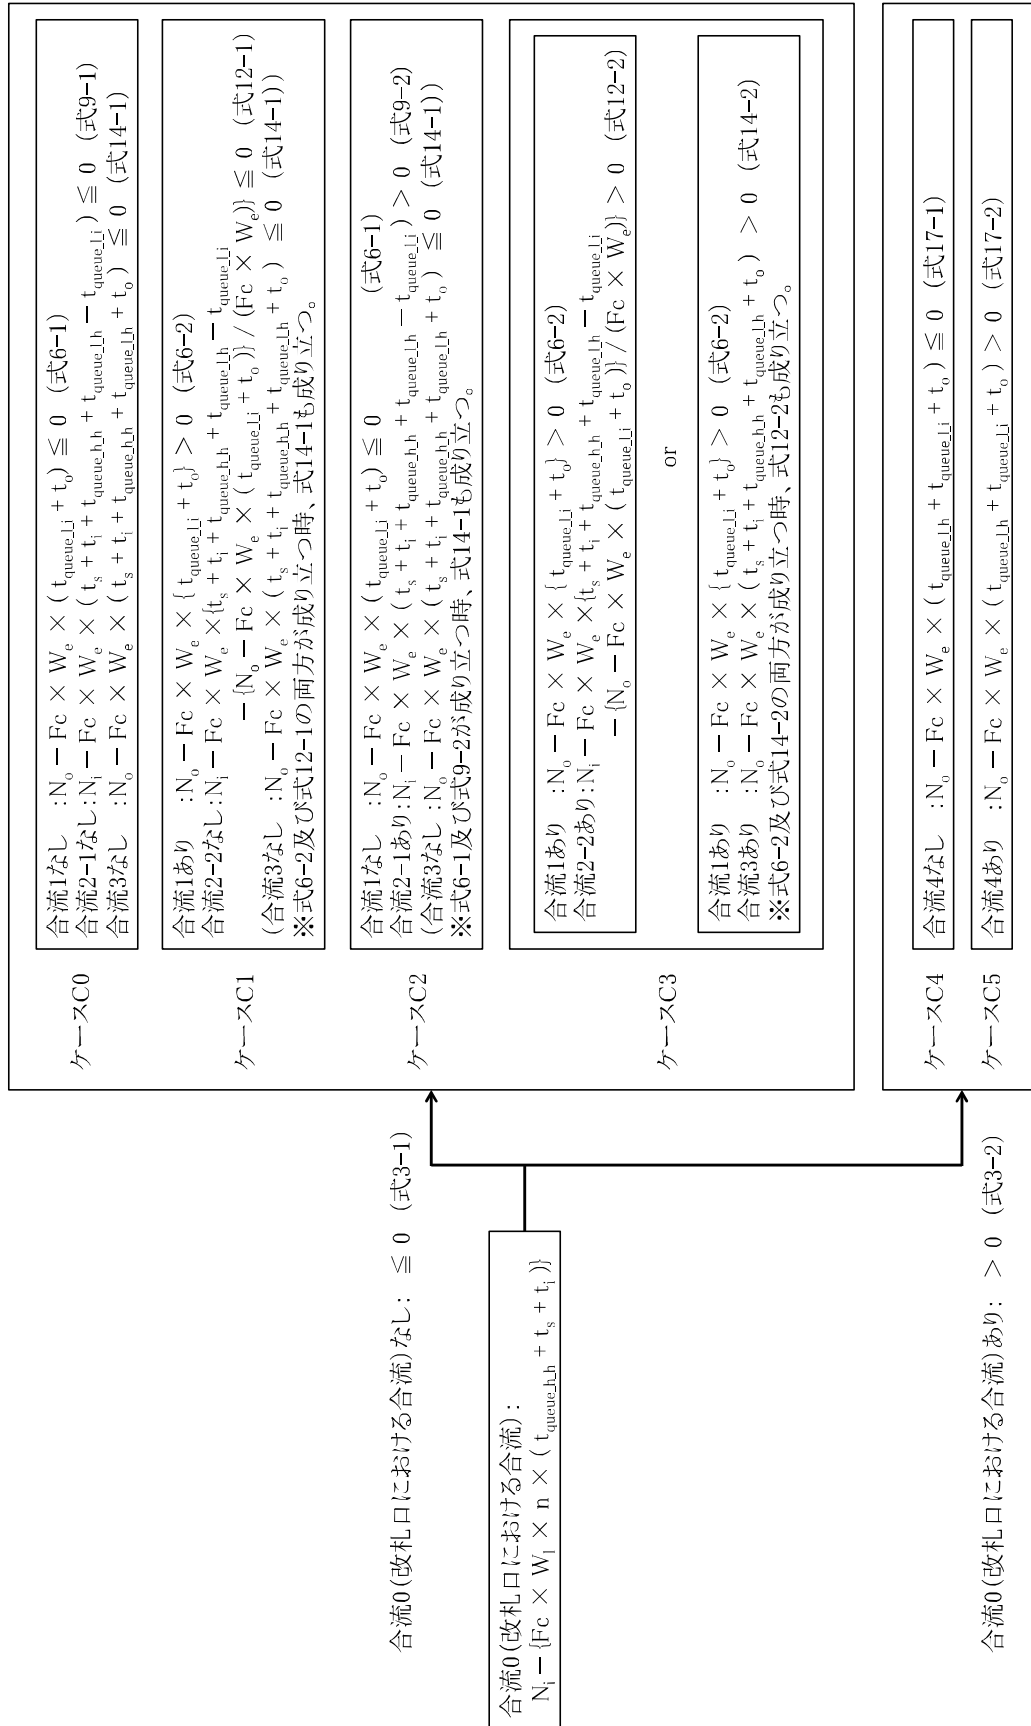 合流0(改札口における合流):
N_i－{Fc × W_l × n × (t_queue_h_h + t_s + t_i)}
合流0(改札口における合流)なし: ≦ 0 (式3-1)
ケースC0
合流1なし :N_o－Fc × W_e × (t_queue_l_i + t_o) ≦ 0 (式6-1)
合流2-1なし:N_i－Fc × W_e × (t_s + t_i + t_queue_h_h + t_queue_l_h － t_queue_l_i) ≦ 0 (式9-1)
合流3なし :N_o－Fc × W_e × (t_s + t_i + t_queue_h_h + t_queue_l_h + t_o) ≦ 0 (式14-1)
ケースC1
合流1あり :N_o－Fc × W_e × {t_queue_l_i + t_o} > 0 (式6-2)
合流2-2なし:N_i－Fc × W_e ×{t_s + t_i + t_queue_h_h + t_queue_l_h － t_queue_l_i
－{N_o－Fc × W_e × (t_queue_l_i + t_o)} / (Fc × W_e)} ≦ 0 (式12-1)
(合流3なし :N_o－Fc × W_e × (t_s + t_i + t_queue_h_h + t_queue_l_h + t_o) ≦ 0 (式14-1))
※式6-2及び式12-1の両方が成り立つ時、式14-1も成り立つ。
ケースC2
合流1なし :N_o－Fc × W_e × (t_queue_l_i + t_o) ≦ 0 (式6-1)
合流2-1あり:N_i－Fc × W_e × (t_s + t_i + t_queue_h_h + t_queue_l_h － t_queue_l_i) > 0 (式9-2)
(合流3なし :N_o－Fc × W_e × (t_s + t_i + t_queue_h_h + t_queue_l_h + t_o) ≦ 0 (式14-1))
※式6-1及び式9-2が成り立つ時、式14-1も成り立つ。
ケースC3
合流1あり :N_o－Fc × W_e × {t_queue_l_i + t_o} > 0 (式6-2)
合流2-2あり:N_i－Fc × W_e ×{t_s + t_i + t_queue_h_h + t_queue_l_h － t_queue_l_i
－{N_o－Fc × W_e × (t_queue_l_i + t_o)} / (Fc × W_e)} > 0 (式12-2)
or
合流1あり :N_o－Fc × W_e × {t_queue_l_i + t_o} > 0 (式6-2)
合流3あり :N_o－Fc × W_e × (t_s + t_i + t_queue_h_h + t_queue_l_h + t_o) > 0 (式14-2)
※式6-2及び式14-2の両方が成り立つ時、式12-2も成り立つ。
合流0(改札口における合流)あり: > 0 (式3-2)
ケースC4
合流4なし :N_o－Fc × W_e × (t_queue_l_h + t_queue_l_i + t_o) ≦ 0 (式17-1)
ケースC5
合流4あり :N_o－Fc × W_e × (t_queue_l_h + t_queue_l_i + t_o) > 0 (式17-2)